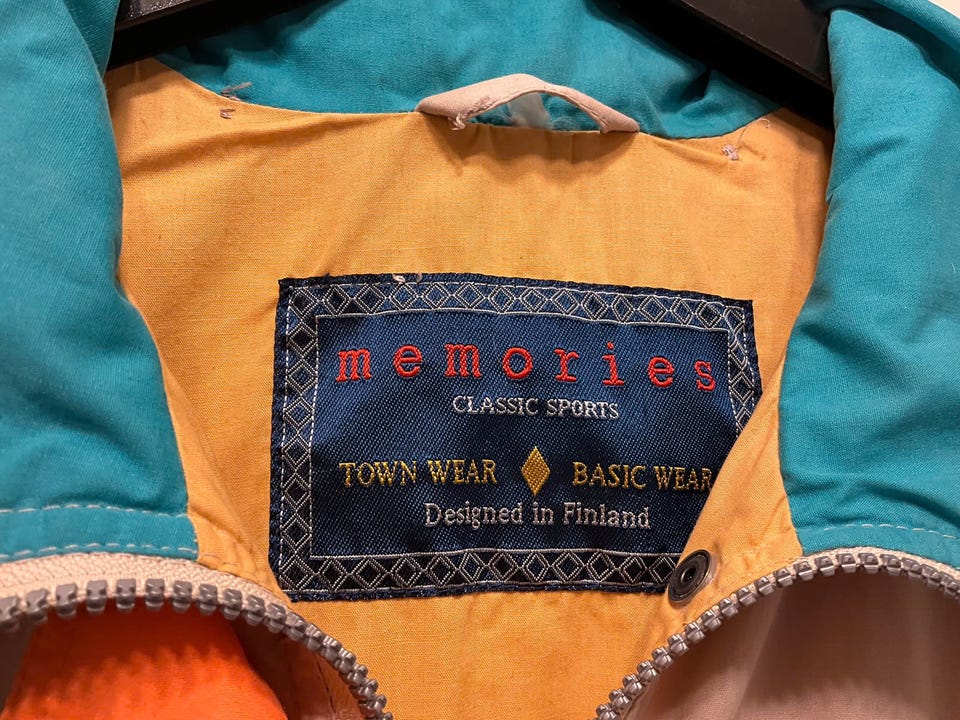 memories
CLASSIC SPORTS
TOWN WEAR BASIC WEAR
Designed in Finland